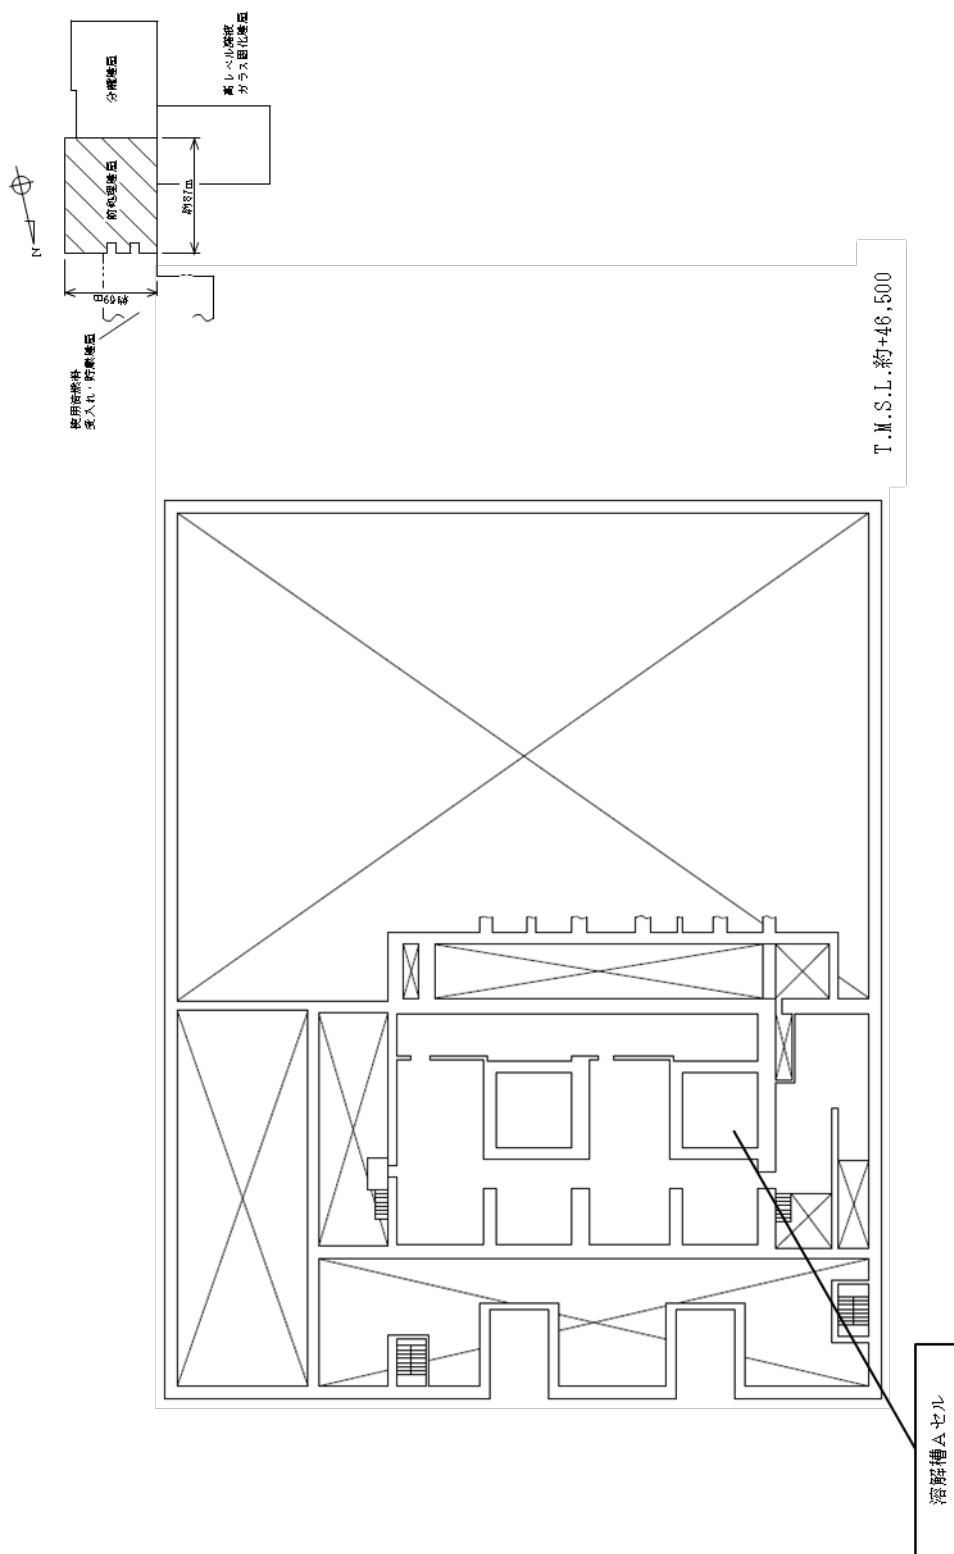 高レベル廃液
ガラス固化建屋
分離建屋
前処理建屋
約87m
約69m
N
使用済燃料
受入れ・貯蔵建屋
T.M.S.L.約+46,500
溶解槽Aセル